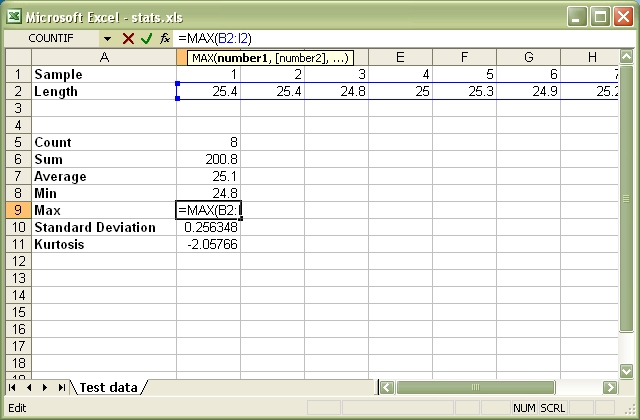 Microsoft Excel - stats.xls
COUNTIF =MAX(B2:I2)
MAX(number1, [number2], ...)
A E F G H
1 Sample 1 2 3 4 5 6 7
2 Length 25.4 25.4 24.8 25 25.3 24.9 25.2
3
4
5 Count 8
6 Sum 200.8
7 Average 25.1
8 Min 24.8
9 Max =MAX(B2:I
10 Standard Deviation 0.256348
11 Kurtosis -2.05766
12
13
14
15
16
17
18
Test data
Edit NUM SCRL